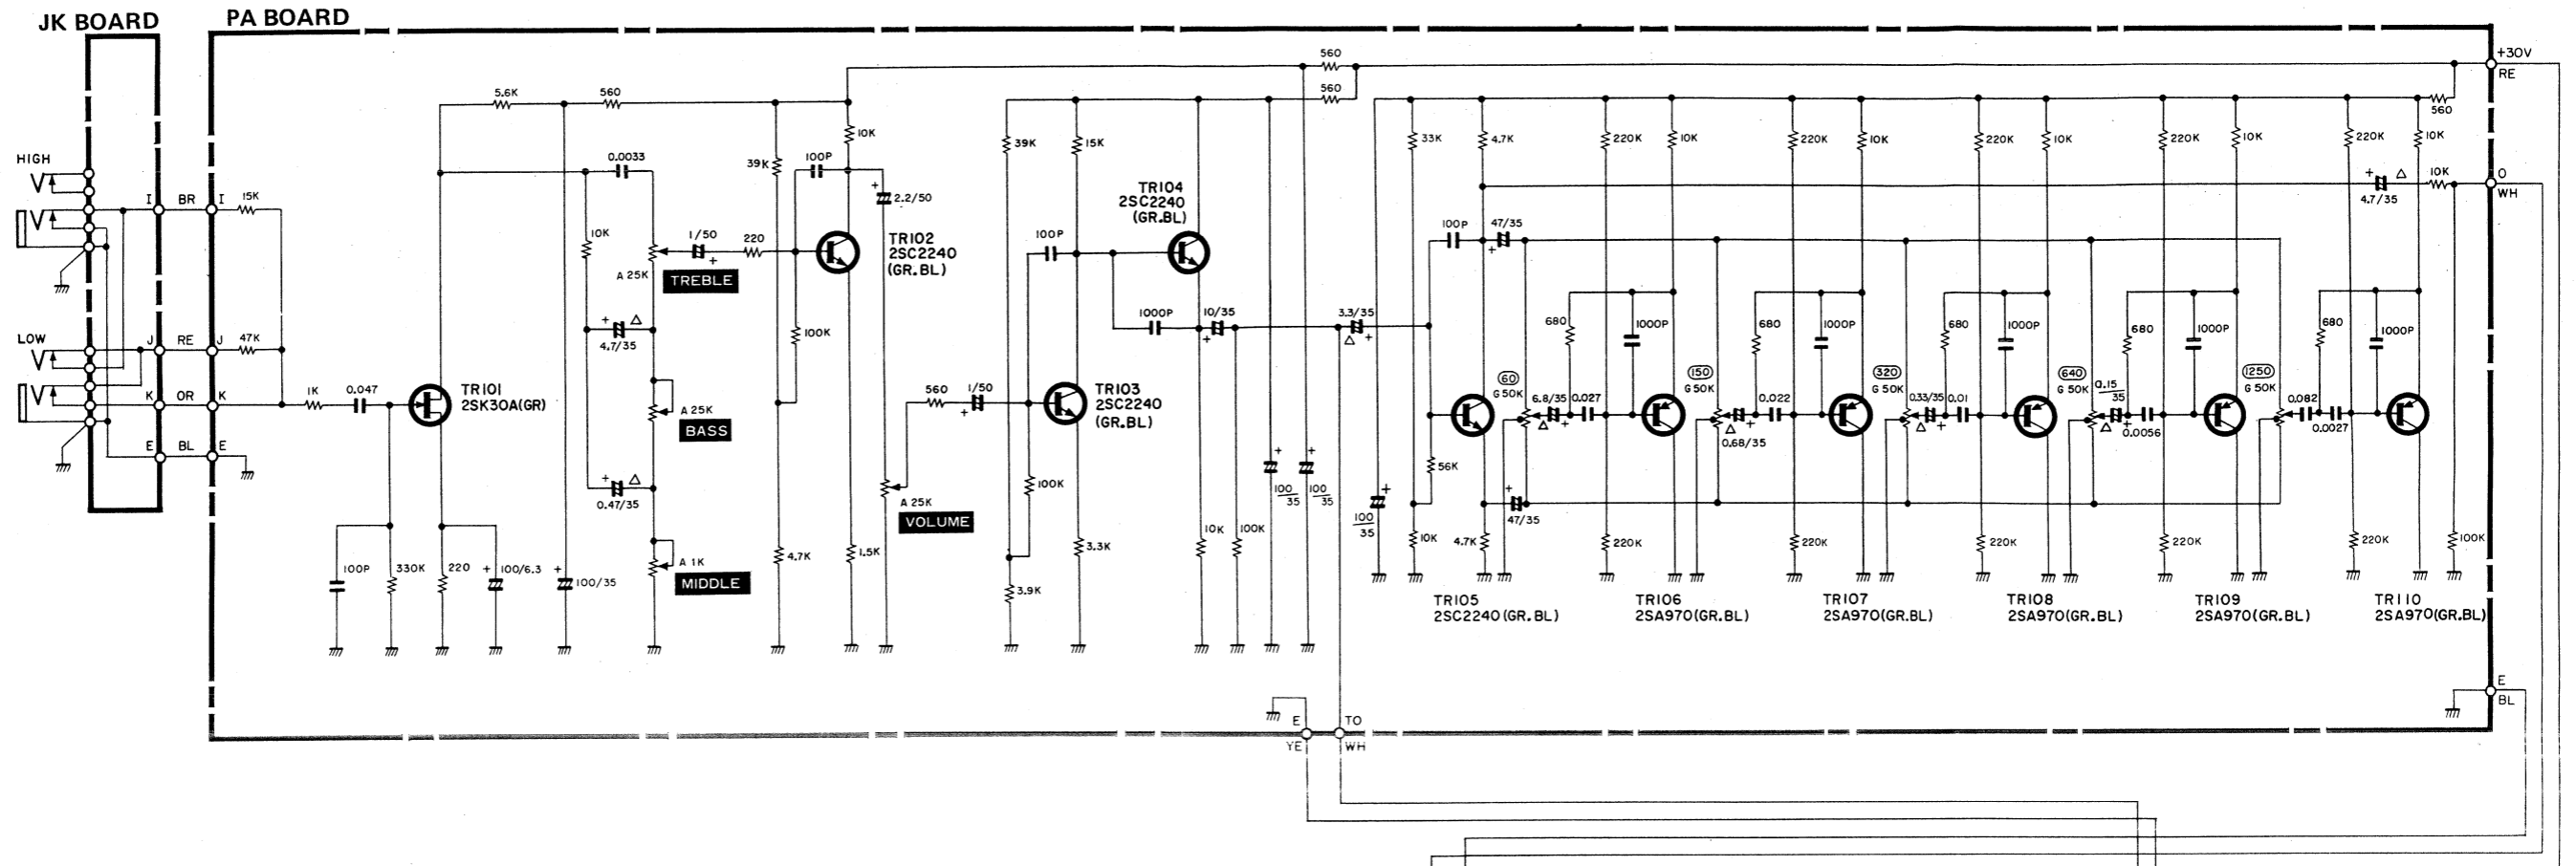 JK BOARD
PA BOARD
560
+30V
RE
560
5.6K
560
560
10K
39K
100P
0.0033
39K
15K
33K
4.7K
220K
10K
220K
10K
220K
10K
220K
10K
220K
10K
HIGH
I
BR
I
15K
2.2/50
TR104
2SC2240
(GR.BL)
+
△
4.7/35
10K
O
WH
10K
1/50
+
220
A 25K
TREBLE
TR102
2SC2240
(GR.BL)
100P
100P
47/35
+
+
△
4.7/35
100K
1000P
10/35
+
3.3/35
△
+
680
1000P
680
1000P
680
1000P
680
1000P
680
1000P
LOW
J
RE
J
47K
K
OR
K
1K
0.047
TR101
2SK30A(GR)
A 25K
BASS
560
1/50
+
TR103
2SC2240
(GR.BL)
60
G 50K
6.8/35
△
+
0.027
150
G 50K
△
+
0.68/35
0.022
320
G 50K
0.33/35
△
+
0.01
640
G 50K
0.15
35
△
+
0.0056
1250
G 50K
0.082
0.0027
E
BL
E
+
△
0.47/35
A 25K
VOLUME
100K
+
100
35
+
100
35
+
100
35
56K
+
47/35
100P
330K
220
+
100/6.3
+
100/35
A 1K
MIDDLE
4.7K
1.5K
3.9K
3.3K
10K
100K
10K
4.7K
220K
220K
220K
220K
220K
100K
TR105
2SC2240(GR.BL)
TR106
2SA970(GR.BL)
TR107
2SA970(GR.BL)
TR108
2SA970(GR.BL)
TR109
2SA970(GR.BL)
TR110
2SA970(GR.BL)
E
BL
E
YE
TO
WH